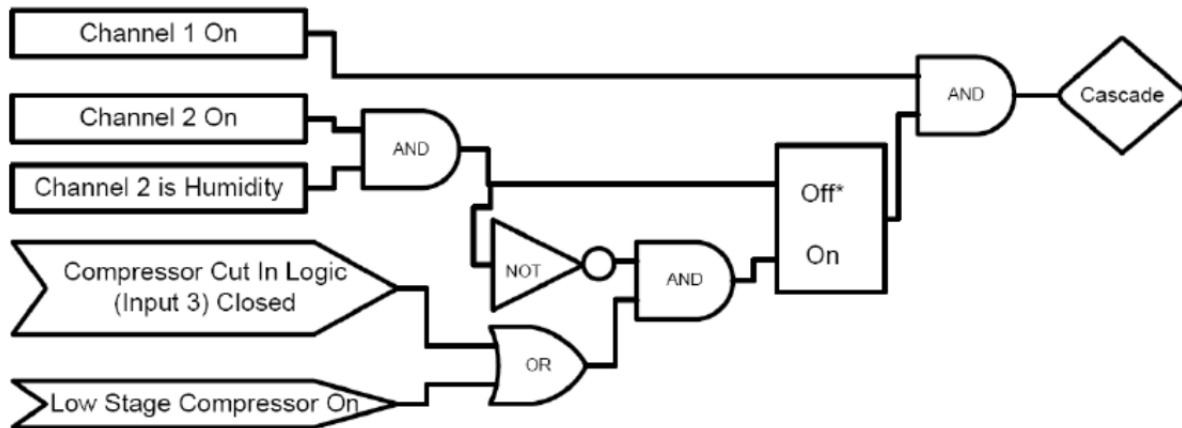 Channel 1 On
AND
Cascade
Channel 2 On
AND
Channel 2 is Humidity
Off*
On
Compressor Cut In Logic
(Input 3) Closed
NOT
AND
OR
Low Stage Compressor On